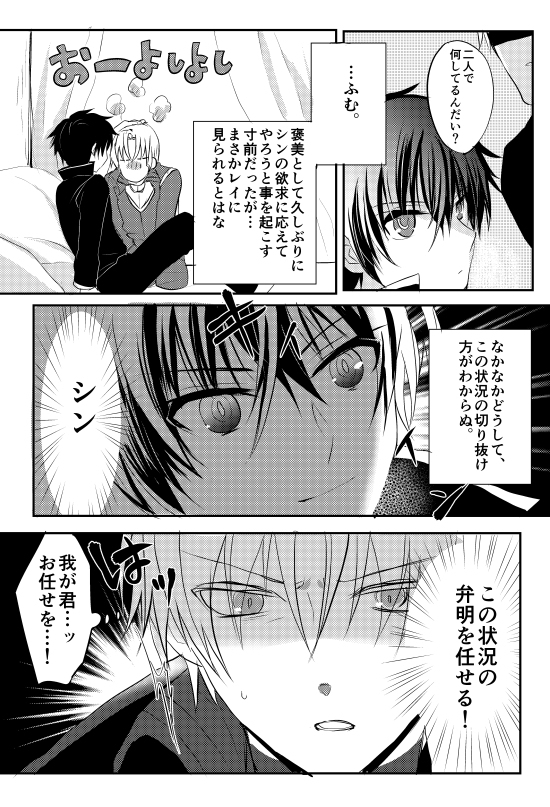 二人で
何してるんだい？
…ふむ。
褒美として久しぶりに
シンの欲求に応えて
やろうと事を起こす
寸前だったが…
まさかレイに
見られるとはな
おーよしよし
なかなかどうして、
この状況の切り抜け
方がわからぬ。
キィン
シン
この状況の
弁明を任せる！
はッ
我が君…ッ
お任せを…！